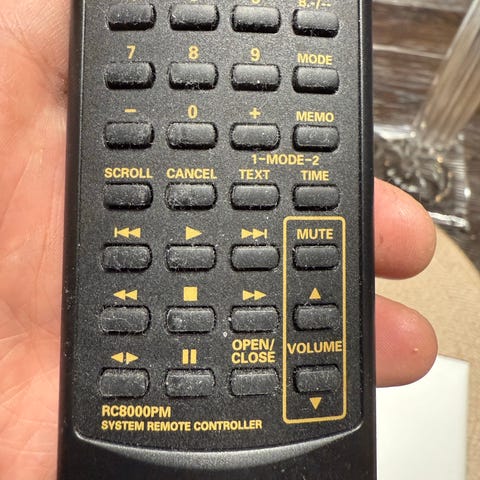 B.-/--
7 8 9 MODE
− 0 + MEMO
1-MODE-2
SCROLL CANCEL TEXT TIME
MUTE
OPEN/
CLOSE VOLUME
RC8000PM
SYSTEM REMOTE CONTROLLER